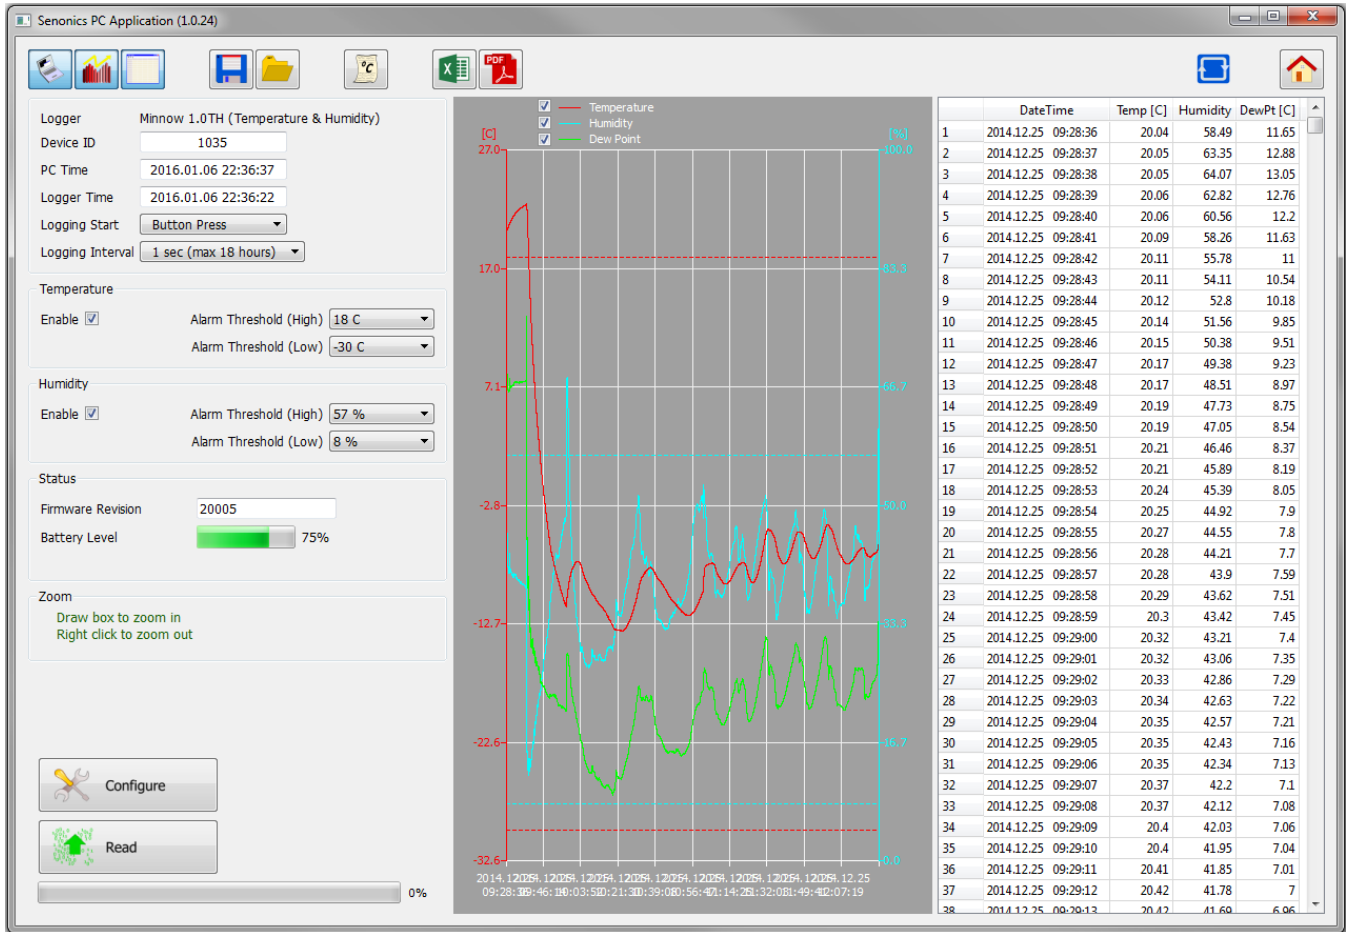 Senonics PC Application (1.0.24)
°C
X
PDF
Logger Minnow 1.0TH (Temperature & Humidity)
Device ID 1035
PC Time 2016.01.06 22:36:37
Logger Time 2016.01.06 22:36:22
Logging Start Button Press
Logging Interval 1 sec (max 18 hours)
Temperature
Enable Alarm Threshold (High) 18 C
Alarm Threshold (Low) -30 C
Humidity
Enable Alarm Threshold (High) 57 %
Alarm Threshold (Low) 8 %
Status
Firmware Revision 20005
Battery Level 75%
Zoom
Draw box to zoom in
Right click to zoom out
Configure
Read
0%
Temperature
Humidity
Dew Point
[C] [%]
27.0 100.0
17.0 83.3
7.1 66.7
-2.8 50.0
-12.7 33.3
-22.6 16.7
-32.6 0.0
2014.12.25
09:28:36
DateTime Temp [C] Humidity DewPt [C]
1 2014.12.25 09:28:36 20.04 58.49 11.65
2 2014.12.25 09:28:37 20.05 63.35 12.88
3 2014.12.25 09:28:38 20.05 64.07 13.05
4 2014.12.25 09:28:39 20.06 62.82 12.76
5 2014.12.25 09:28:40 20.06 60.56 12.2
6 2014.12.25 09:28:41 20.09 58.26 11.63
7 2014.12.25 09:28:42 20.11 55.78 11
8 2014.12.25 09:28:43 20.11 54.11 10.54
9 2014.12.25 09:28:44 20.12 52.8 10.18
10 2014.12.25 09:28:45 20.14 51.56 9.85
11 2014.12.25 09:28:46 20.15 50.38 9.51
12 2014.12.25 09:28:47 20.17 49.38 9.23
13 2014.12.25 09:28:48 20.17 48.51 8.97
14 2014.12.25 09:28:49 20.19 47.73 8.75
15 2014.12.25 09:28:50 20.19 47.05 8.54
16 2014.12.25 09:28:51 20.21 46.46 8.37
17 2014.12.25 09:28:52 20.21 45.89 8.19
18 2014.12.25 09:28:53 20.24 45.39 8.05
19 2014.12.25 09:28:54 20.25 44.92 7.9
20 2014.12.25 09:28:55 20.27 44.55 7.8
21 2014.12.25 09:28:56 20.28 44.21 7.7
22 2014.12.25 09:28:57 20.28 43.9 7.59
23 2014.12.25 09:28:58 20.29 43.62 7.51
24 2014.12.25 09:28:59 20.3 43.42 7.45
25 2014.12.25 09:29:00 20.32 43.21 7.4
26 2014.12.25 09:29:01 20.32 43.06 7.35
27 2014.12.25 09:29:02 20.33 42.86 7.29
28 2014.12.25 09:29:03 20.34 42.63 7.22
29 2014.12.25 09:29:04 20.35 42.57 7.21
30 2014.12.25 09:29:05 20.35 42.43 7.16
31 2014.12.25 09:29:06 20.35 42.34 7.13
32 2014.12.25 09:29:07 20.37 42.2 7.1
33 2014.12.25 09:29:08 20.37 42.12 7.08
34 2014.12.25 09:29:09 20.4 42.03 7.06
35 2014.12.25 09:29:10 20.4 41.95 7.04
36 2014.12.25 09:29:11 20.41 41.85 7.01
37 2014.12.25 09:29:12 20.42 41.78 7
38 2014.12.25 09:29:13 20.42 41.69 6.96